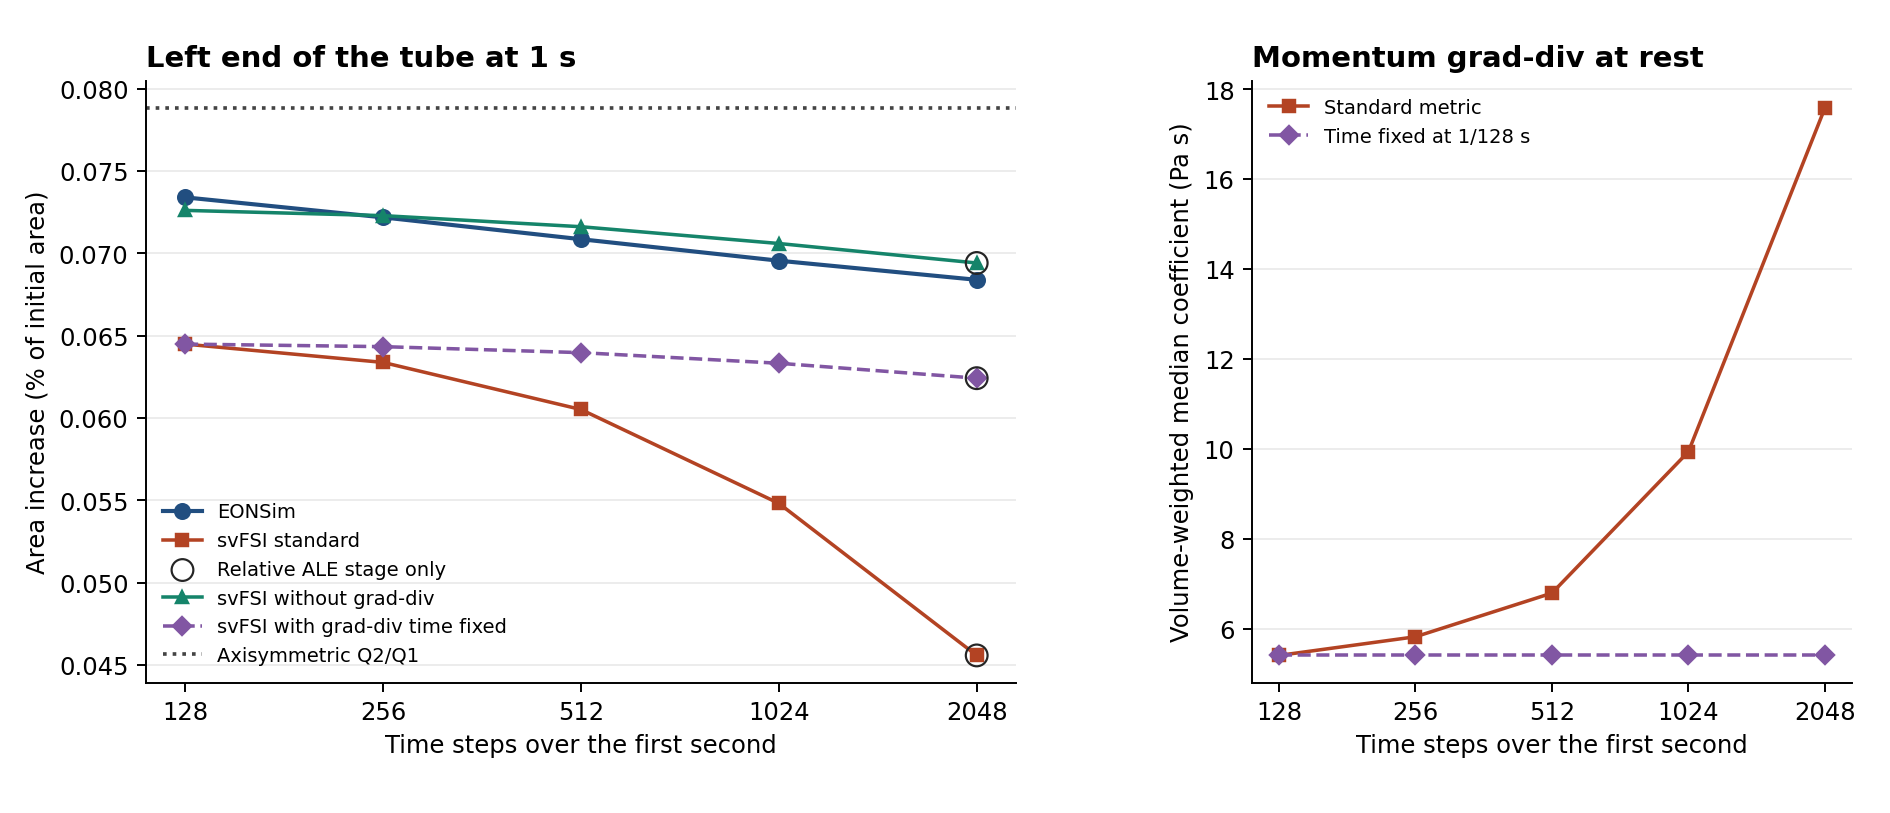 Left end of the tube at 1 s
Area increase (% of initial area)
0.080
0.075
0.070
0.065
0.060
0.055
0.050
0.045
EONSim
svFSI standard
Relative ALE stage only
svFSI without grad-div
svFSI with grad-div time fixed
Axisymmetric Q2/Q1
128 256 512 1024 2048
Time steps over the first second
Momentum grad-div at rest
Volume-weighted median coefficient (Pa s)
18
16
14
12
10
8
6
Standard metric
Time fixed at 1/128 s
128 256 512 1024 2048
Time steps over the first second